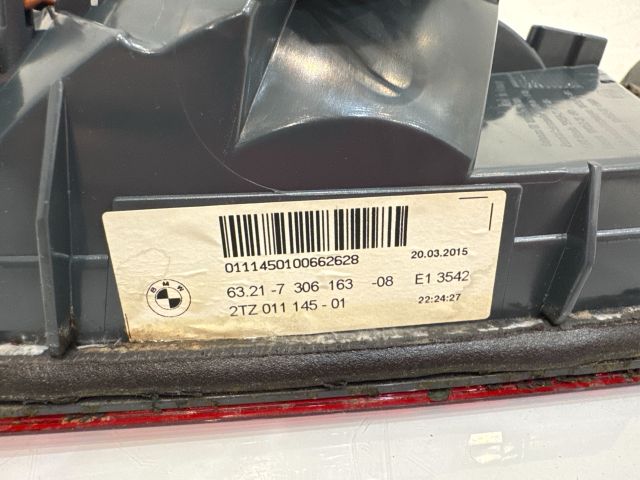 0111450100662628 20.03.2015
BMW
63.21 -7 306 163 -08 E1 3542
2TZ 011 145 - 01 22:24:27